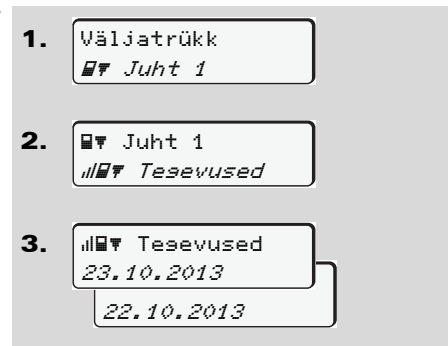 1. Väljatrükk
Juht 1
2. Juht 1
Tegevused
3. Tegevused
23.10.2013
22.10.2013